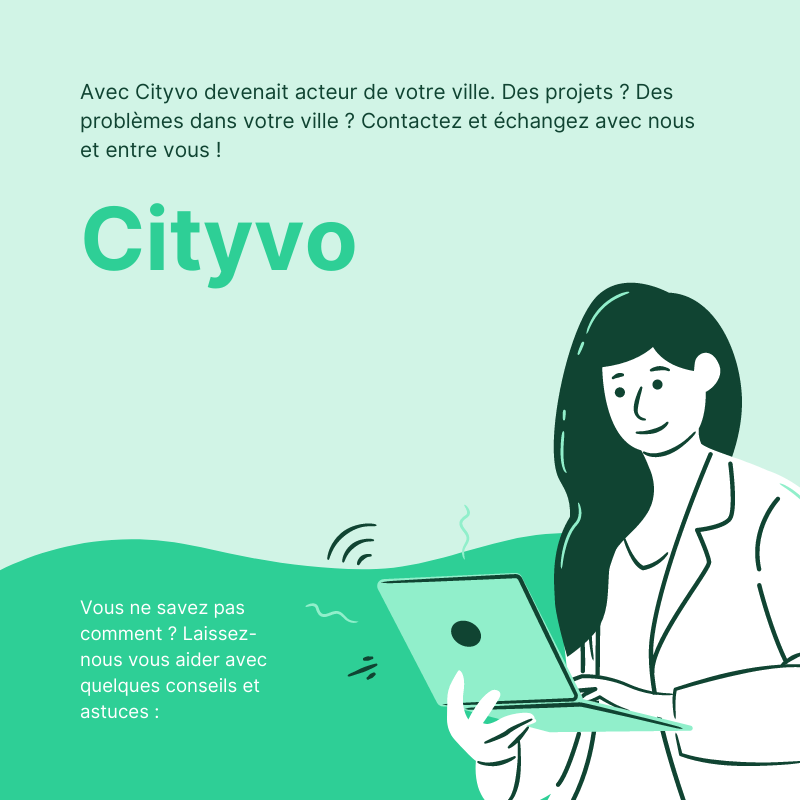 Avec Cityvo devenait acteur de votre ville. Des projets ? Des
problèmes dans votre ville ? Contactez et échangez avec nous
et entre vous !
Cityvo
Vous ne savez pas
comment ? Laissez-
nous vous aider avec
quelques conseils et
astuces :